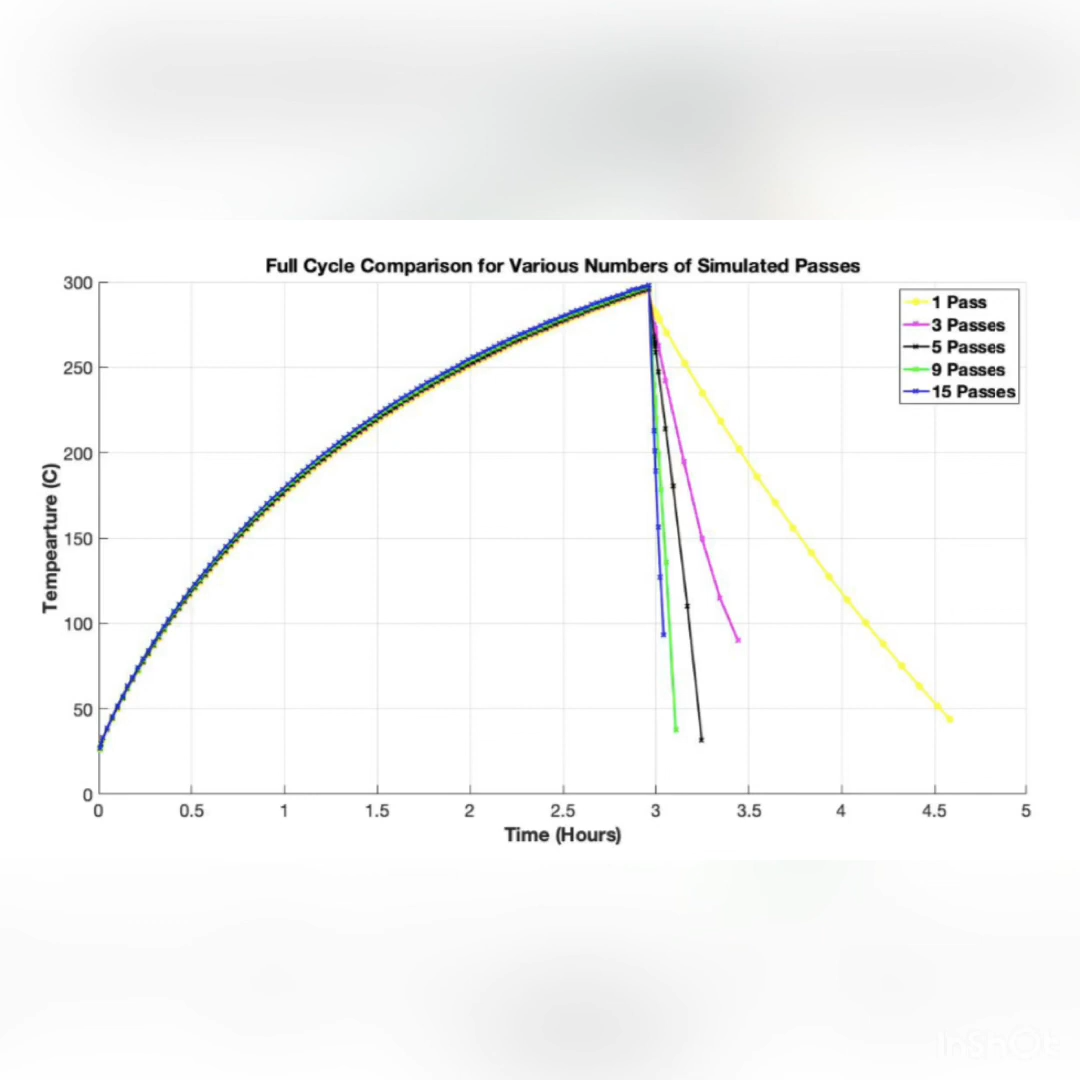 Full Cycle Comparison for Various Numbers of Simulated Passes
300
250
200
150
100
50
0
Tempearture (C)
1 Pass
3 Passes
5 Passes
9 Passes
15 Passes
0 0.5 1 1.5 2 2.5 3 3.5 4 4.5 5
Time (Hours)
InShOt